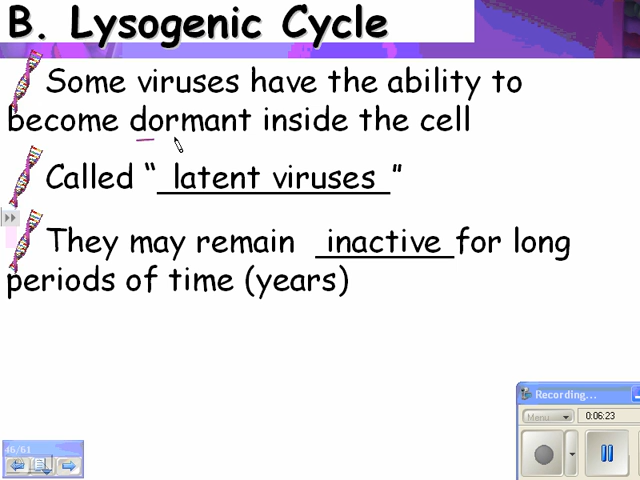 B. Lysogenic Cycle
Some viruses have the ability to
become dormant inside the cell
Called “ latent viruses ”
They may remain inactive for long
periods of time (years)
Recording...
Menu
0:06:23
46/61